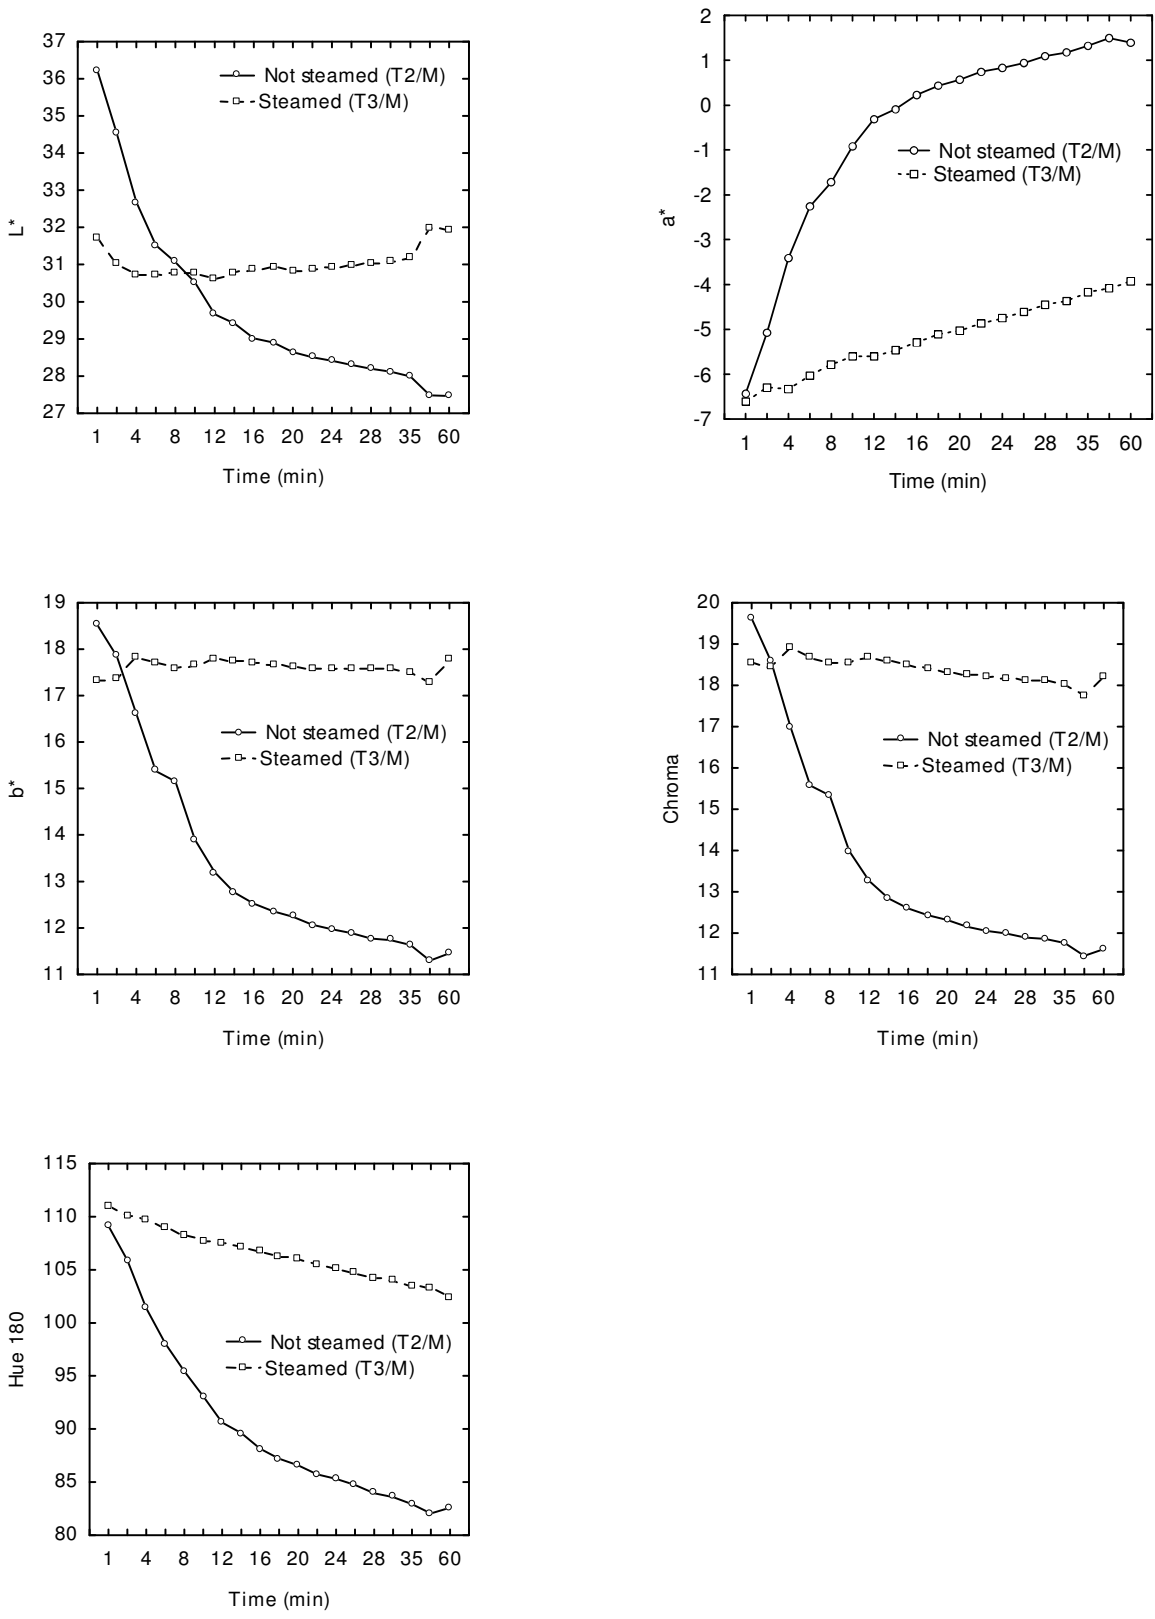 L*
37
36
35
34
33
32
31
30
29
28
27
Not steamed (T2/M)
Steamed (T3/M)
1 4 8 12 16 20 24 28 35 60
Time (min)
a*
2
1
0
-1
-2
-3
-4
-5
-6
-7
Not steamed (T2/M)
Steamed (T3/M)
1 4 8 12 16 20 24 28 35 60
Time (min)
b*
19
18
17
16
15
14
13
12
11
Not steamed (T2/M)
Steamed (T3/M)
1 4 8 12 16 20 24 28 35 60
Time (min)
Chroma
20
19
18
17
16
15
14
13
12
11
Not steamed (T2/M)
Steamed (T3/M)
1 4 8 12 16 20 24 28 35 60
Time (min)
Hue 180
115
110
105
100
95
90
85
80
Not steamed (T2/M)
Steamed (T3/M)
1 4 8 12 16 20 24 28 35 60
Time (min)